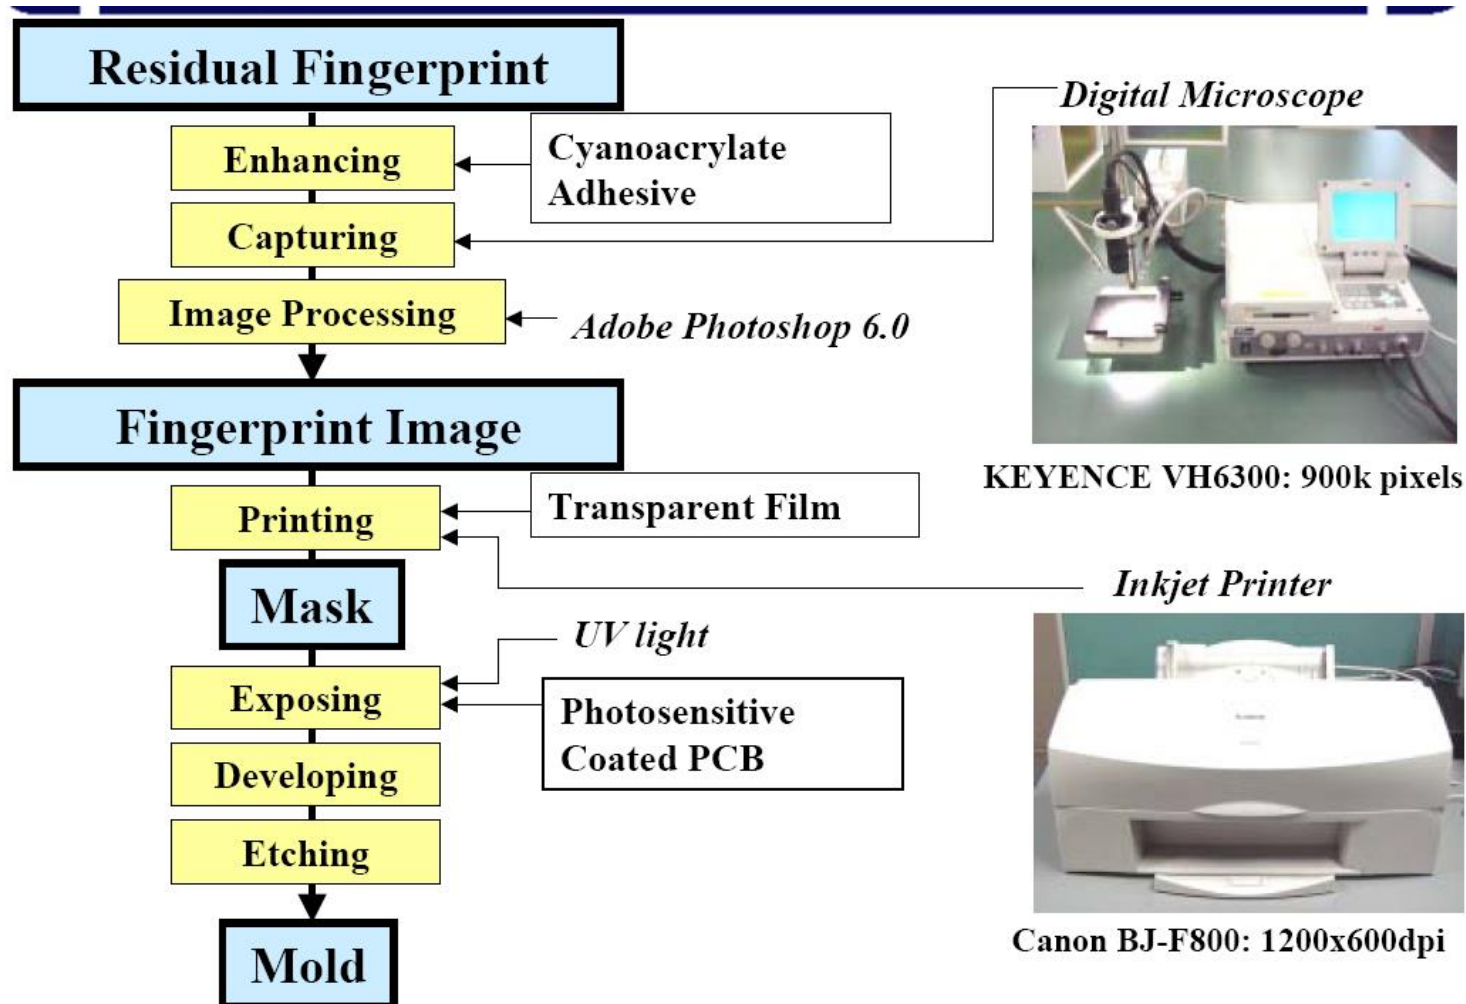 Residual Fingerprint
Enhancing
Cyanoacrylate
Adhesive
Digital Microscope
Capturing
Image Processing
Adobe Photoshop 6.0
Fingerprint Image
KEYENCE VH6300: 900k pixels
Printing
Transparent Film
Mask
Inkjet Printer
UV light
Exposing
Photosensitive
Coated PCB
Developing
Etching
Canon BJ-F800: 1200x600dpi
Mold